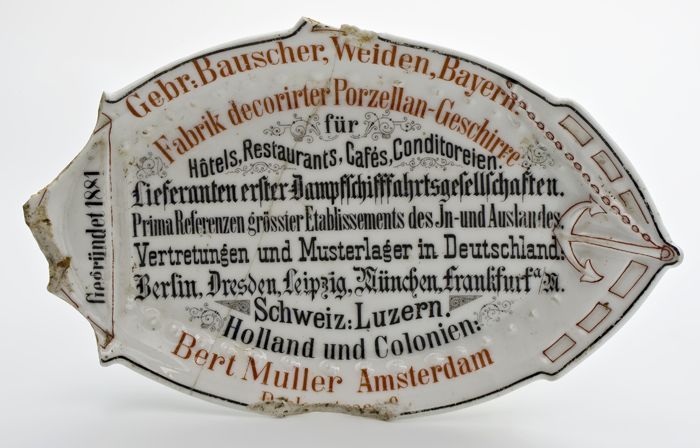 Gebr: Bauscher, Weiden, Bayern
Fabrik decorirter Porzellan-Geschirre
für
Hôtels, Restaurants, Cafés, Conditoreien.
Lieferanten erster Dampfschifffahrtsgesellschaften.
Prima Referenzen grösster Etablissements des In-und Auslandes.
Vertretungen und Musterlager in Deutschland:
Berlin, Dresden, Leipzig, München, Frankfurt a/M.
Schweiz: Luzern.
Holland und Colonien:
Bert Muller Amsterdam
Gegründet 1881